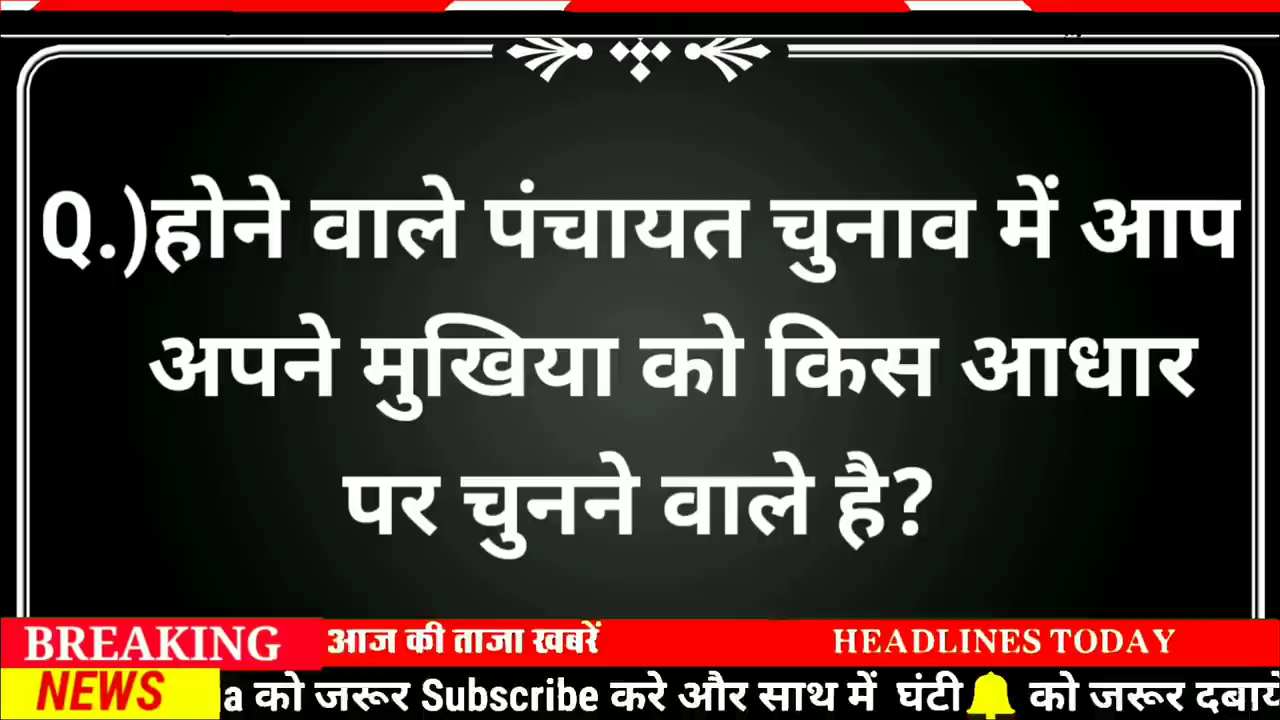 Q.)होने वाले पंचायत चुनाव में आप
अपने मुखिया को किस आधार
पर चुनने वाले है?
BREAKING आज की ताजा खबरें HEADLINES TODAY
NEWS a को जरूर Subscribe करे और साथ में घंटी🔔 को जरूर दबाये